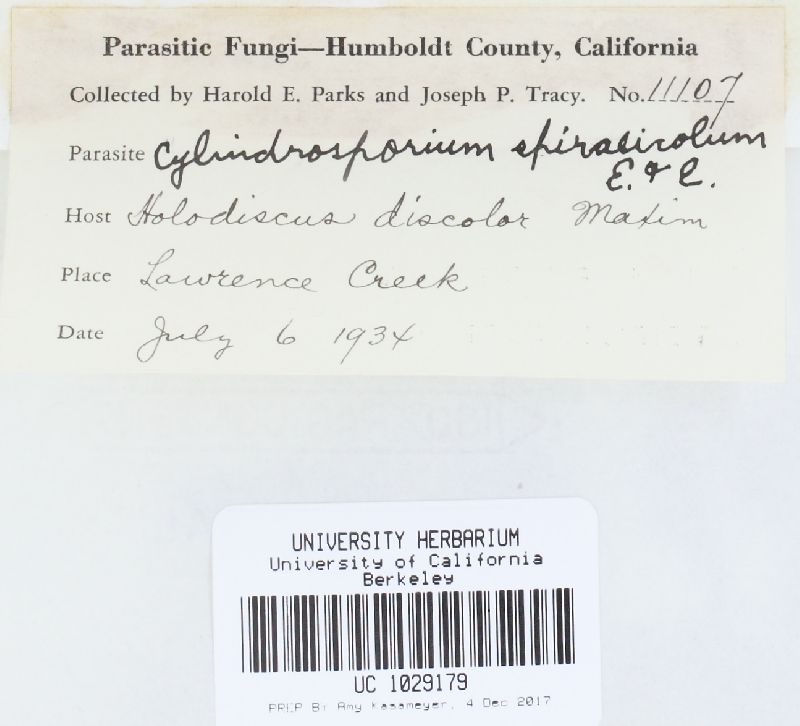 Parasitic Fungi—Humboldt County, California
Collected by Harold E. Parks and Joseph P. Tracy. No. 11107
Parasite Cylindrosporium spiraeicolum
E. & E.
Host Holodiscus discolor Maxim
Place Lawrence Creek
Date July 6 1934
UNIVERSITY HERBARIUM
University of California
Berkeley
UC 1029179
PREP BY Amy Kasameyer, 4 Dec 2017